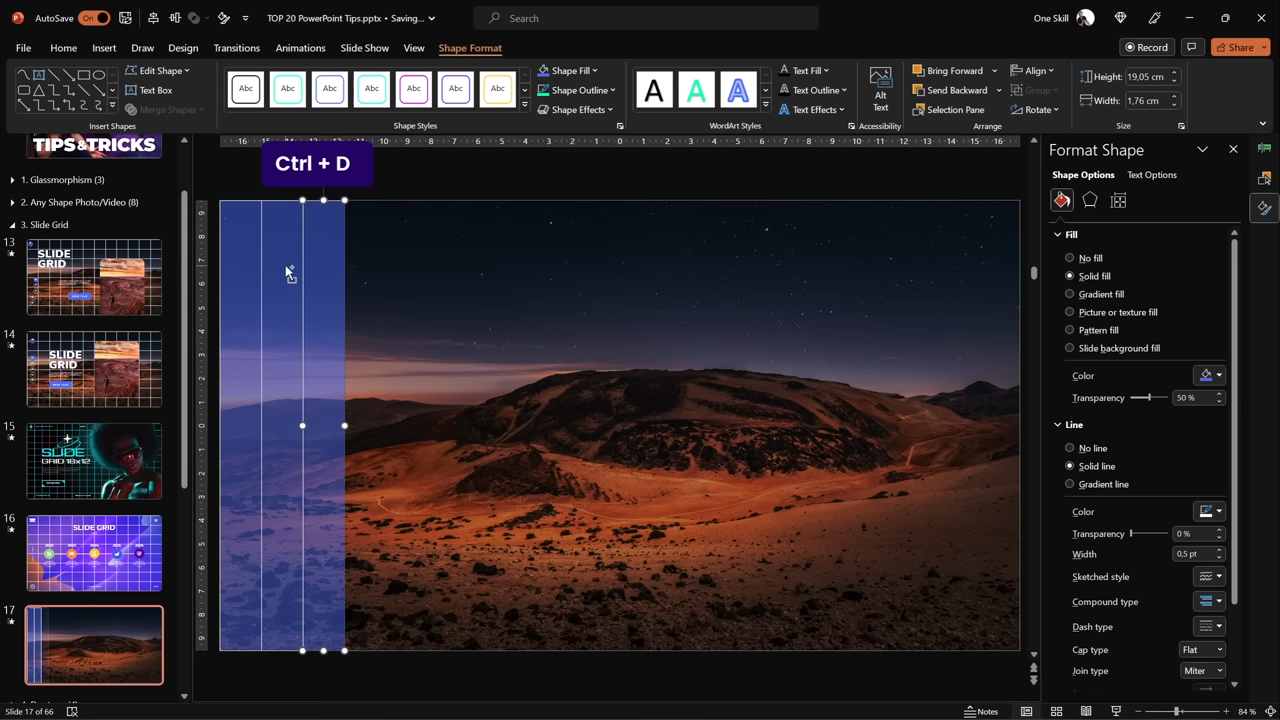 AutoSave
On
TOP 20 PowerPoint Tips.pptx • Saving...
Search
One Skill
File
Home
Insert
Draw
Design
Transitions
Animations
Slide Show
View
Shape Format
Record
Share
Edit Shape
Text Box
Merge Shapes
Insert Shapes
Abc
Abc
Abc
Abc
Abc
Abc
Abc
Shape Fill
Shape Outline
Shape Effects
Shape Styles
A
A
A
Text Fill
Text Outline
Text Effects
WordArt Styles
Alt
Text
Accessibility
Bring Forward
Send Backward
Selection Pane
Align
Group
Rotate
Arrange
Height: 19,05 cm
Width: 1,76 cm
Size
TIPS&TRICKS
1. Glassmorphism (3)
2. Any Shape Photo/Video (8)
3. Slide Grid
13
SLIDE
GRID
14
SLIDE
GRID
15
SLIDE
GRID 18x12
16
SLIDE GRID
17
Ctrl + D
Format Shape
Shape Options
Text Options
Fill
No fill
Solid fill
Gradient fill
Picture or texture fill
Pattern fill
Slide background fill
Color
Transparency
50 %
Line
No line
Solid line
Gradient line
Color
Transparency
0 %
Width
0,5 pt
Sketched style
Compound type
Dash type
Cap type
Flat
Join type
Miter
Slide 17 of 66
Notes
84 %